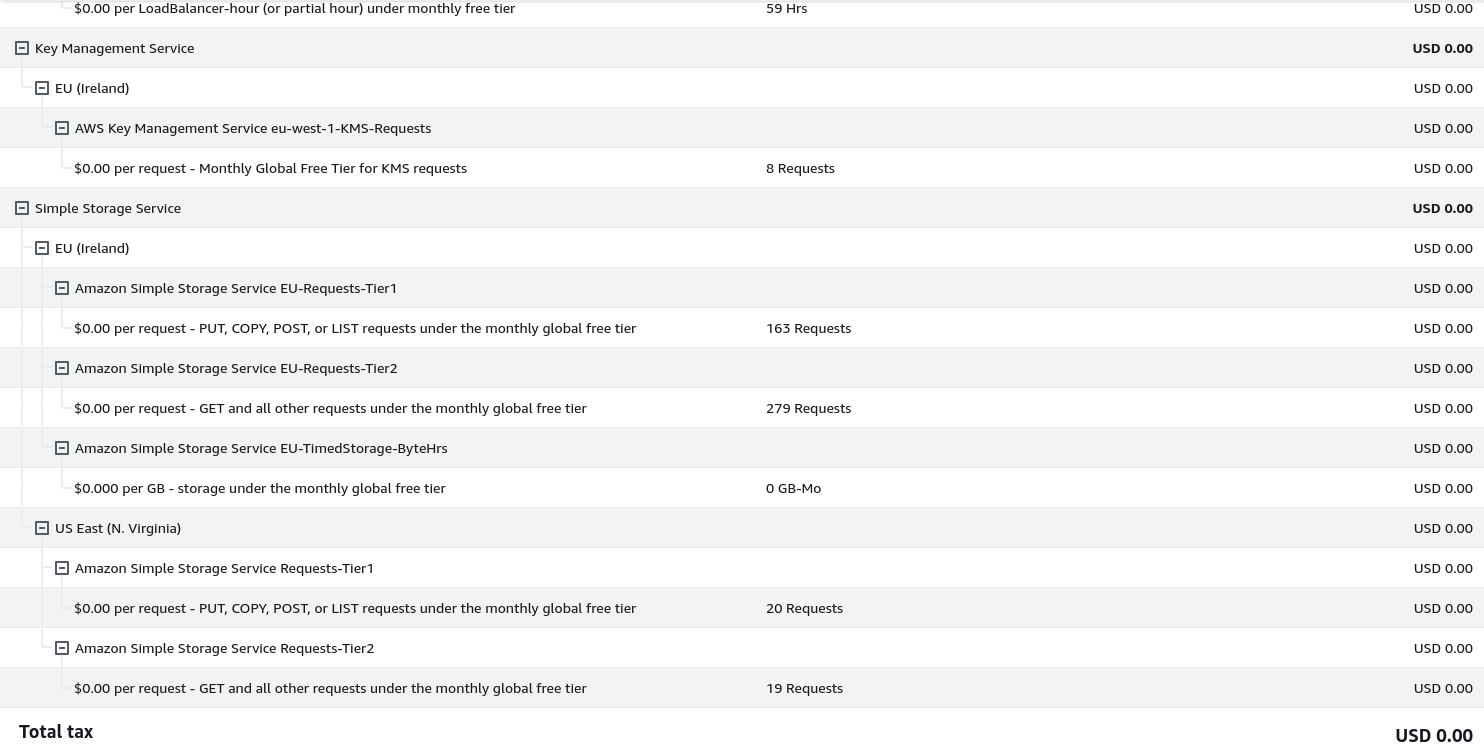 $0.00 per LoadBalancer-hour (or partial hour) under monthly free tier 59 Hrs USD 0.00
Key Management Service USD 0.00
EU (Ireland) USD 0.00
AWS Key Management Service eu-west-1-KMS-Requests USD 0.00
$0.00 per request - Monthly Global Free Tier for KMS requests 8 Requests USD 0.00
Simple Storage Service USD 0.00
EU (Ireland) USD 0.00
Amazon Simple Storage Service EU-Requests-Tier1 USD 0.00
$0.00 per request - PUT, COPY, POST, or LIST requests under the monthly global free tier 163 Requests USD 0.00
Amazon Simple Storage Service EU-Requests-Tier2 USD 0.00
$0.00 per request - GET and all other requests under the monthly global free tier 279 Requests USD 0.00
Amazon Simple Storage Service EU-TimedStorage-ByteHrs USD 0.00
$0.000 per GB - storage under the monthly global free tier 0 GB-Mo USD 0.00
US East (N. Virginia) USD 0.00
Amazon Simple Storage Service Requests-Tier1 USD 0.00
$0.00 per request - PUT, COPY, POST, or LIST requests under the monthly global free tier 20 Requests USD 0.00
Amazon Simple Storage Service Requests-Tier2 USD 0.00
$0.00 per request - GET and all other requests under the monthly global free tier 19 Requests USD 0.00
Total tax USD 0.00